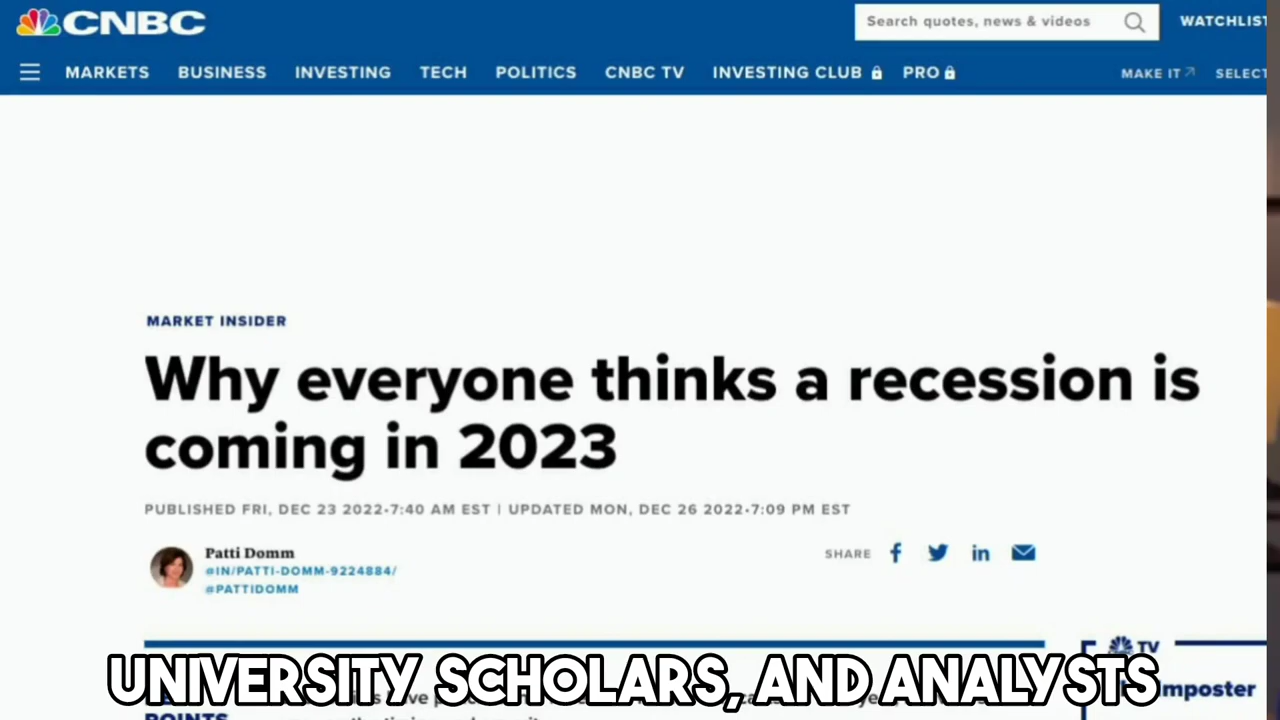 CNBC
Search quotes, news & videos
WATCHLIST
MARKETS BUSINESS INVESTING TECH POLITICS CNBC TV INVESTING CLUB PRO
MAKE IT SELECT
MARKET INSIDER
Why everyone thinks a recession is
coming in 2023
PUBLISHED FRI, DEC 23 2022•7:40 AM EST | UPDATED MON, DEC 26 2022•7:09 PM EST
Patti Domm
@IN/PATTI-DOMM-9224884/
@PATTIDOMM
SHARE
TV
UNIVERSITY SCHOLARS, AND ANALYSTS
POINTS